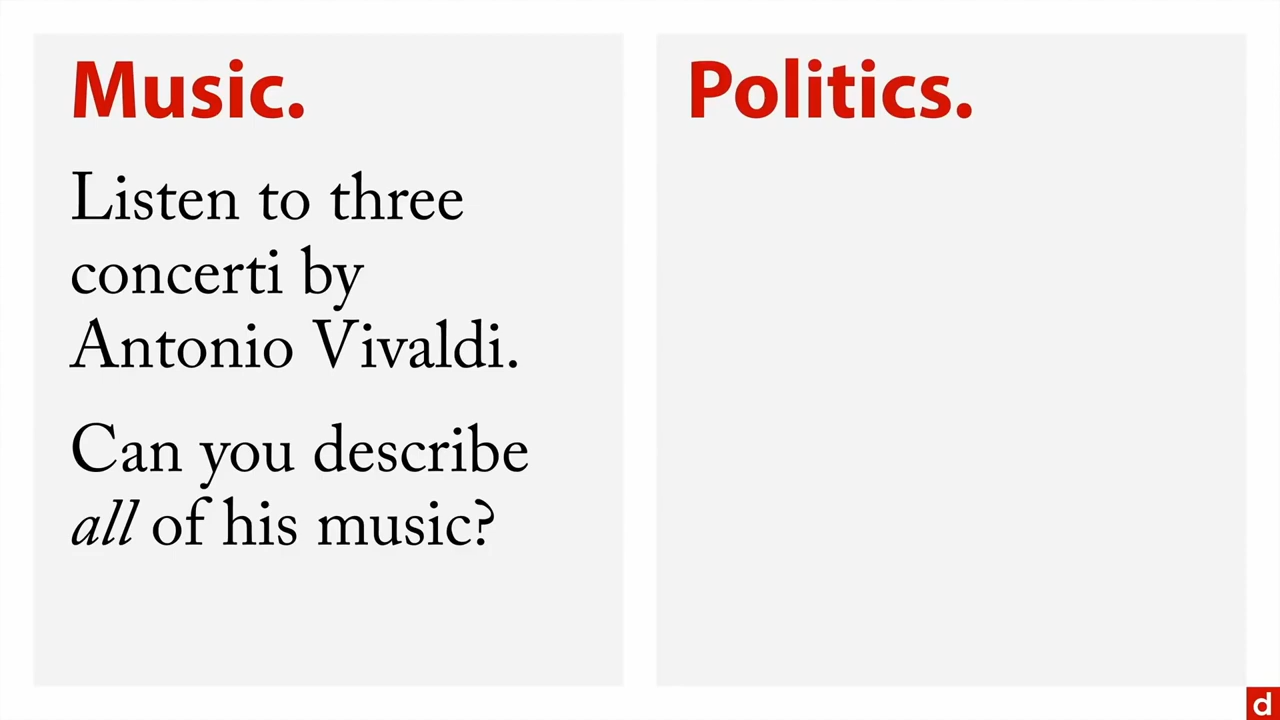 Music.
Listen to three
concerti by
Antonio Vivaldi.
Can you describe
all of his music?
Politics.
d